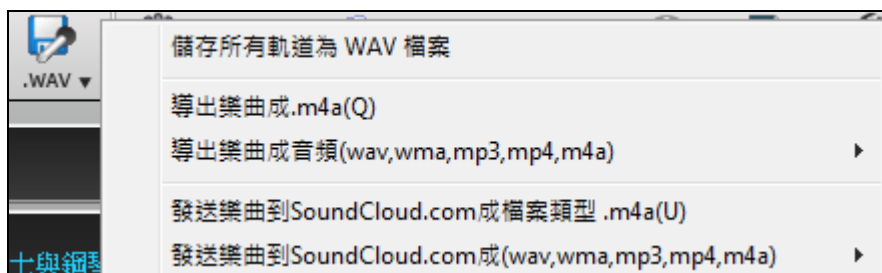 .WAV ▼
儲存所有軌道為 WAV 檔案
導出樂曲成.m4a(Q)
導出樂曲成音頻(wav,wma,mp3,mp4,m4a)
發送樂曲到SoundCloud.com成檔案類型 .m4a(U)
發送樂曲到SoundCloud.com成(wav,wma,mp3,mp4,m4a)
士與鋼琴